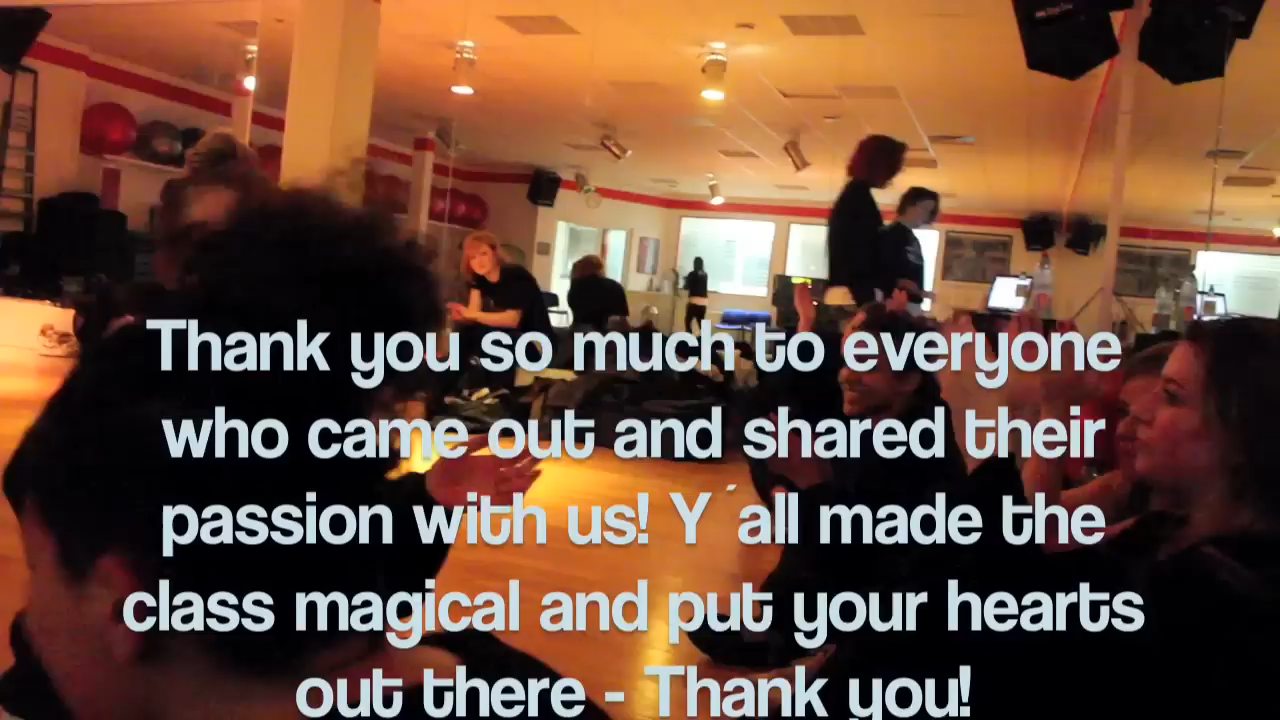 Thank you so much to everyone
who came out and shared their
passion with us! Y´all made the
class magical and put your hearts
out there - Thank you!